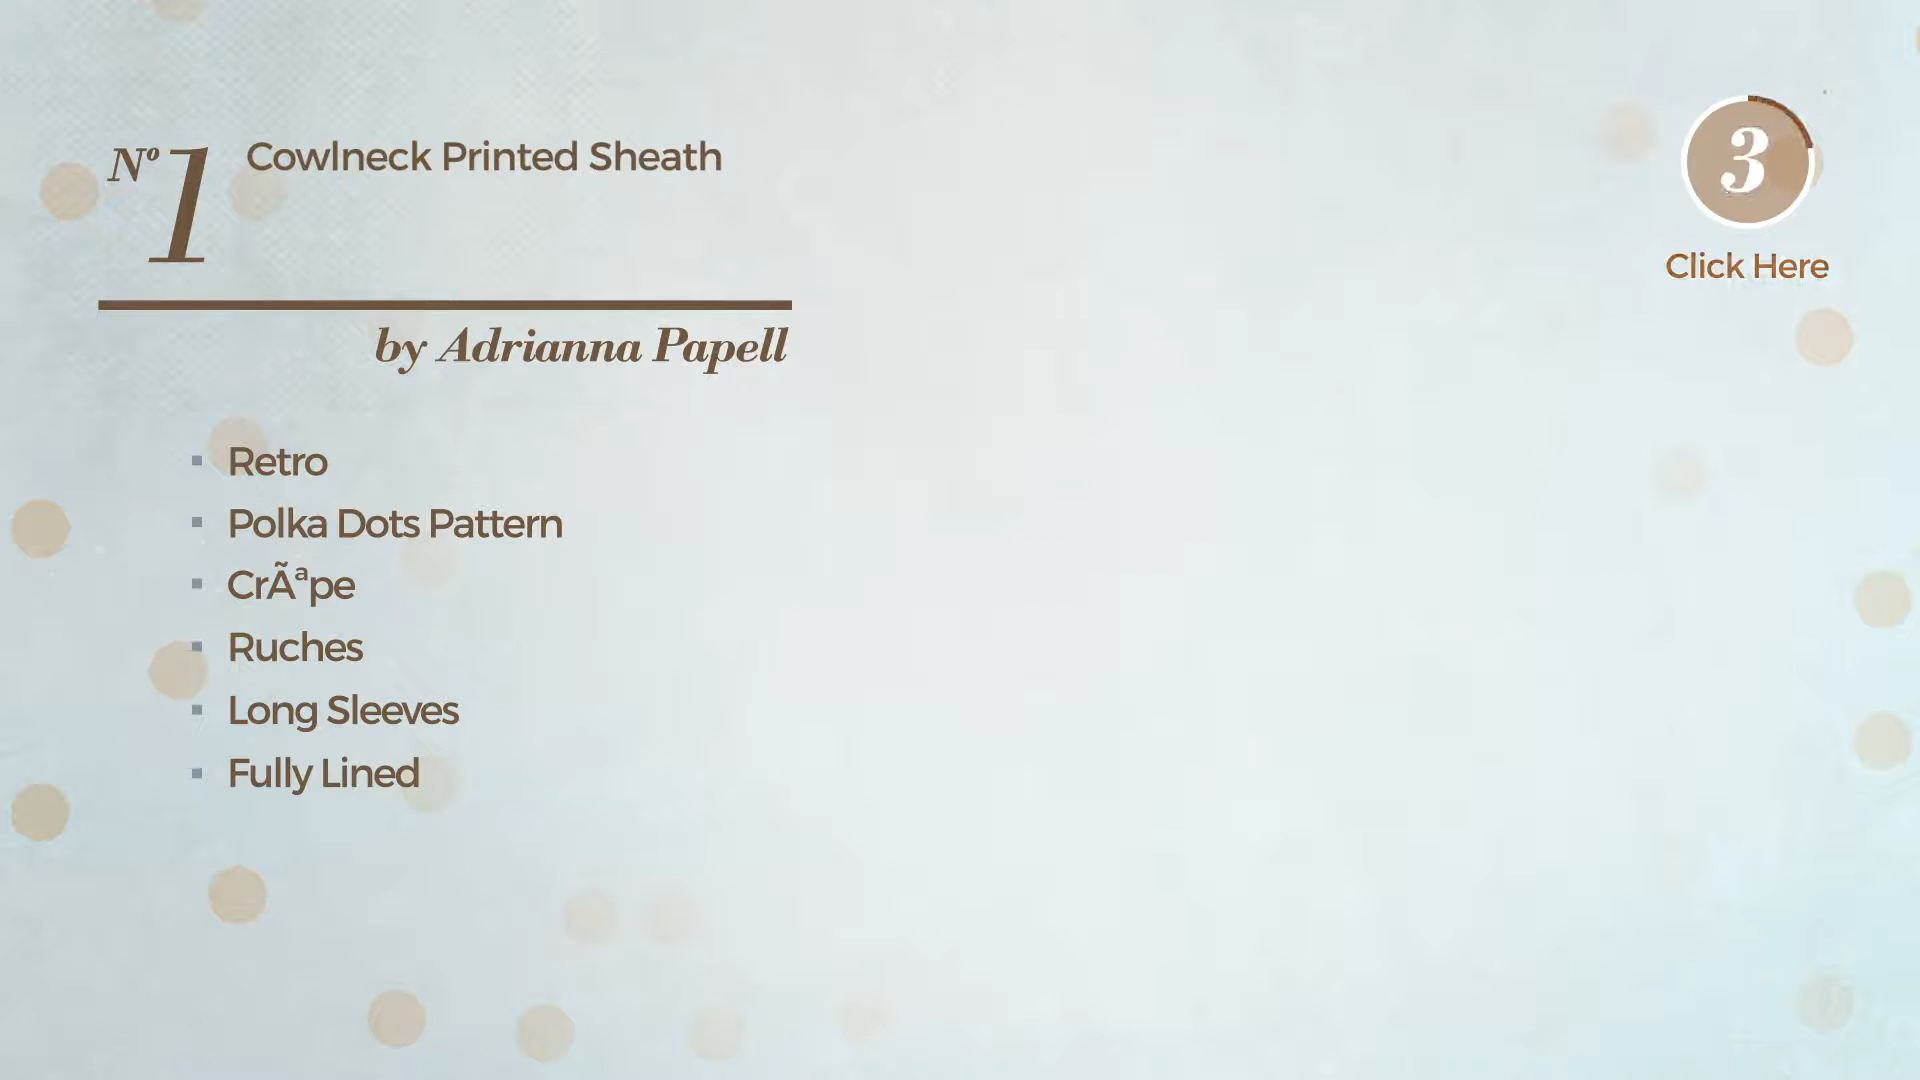 Nº 1 Cowlneck Printed Sheath
by Adrianna Papell
3
Click Here
▪ Retro
▪ Polka Dots Pattern
▪ CrÃªpe
▪ Ruches
▪ Long Sleeves
▪ Fully Lined